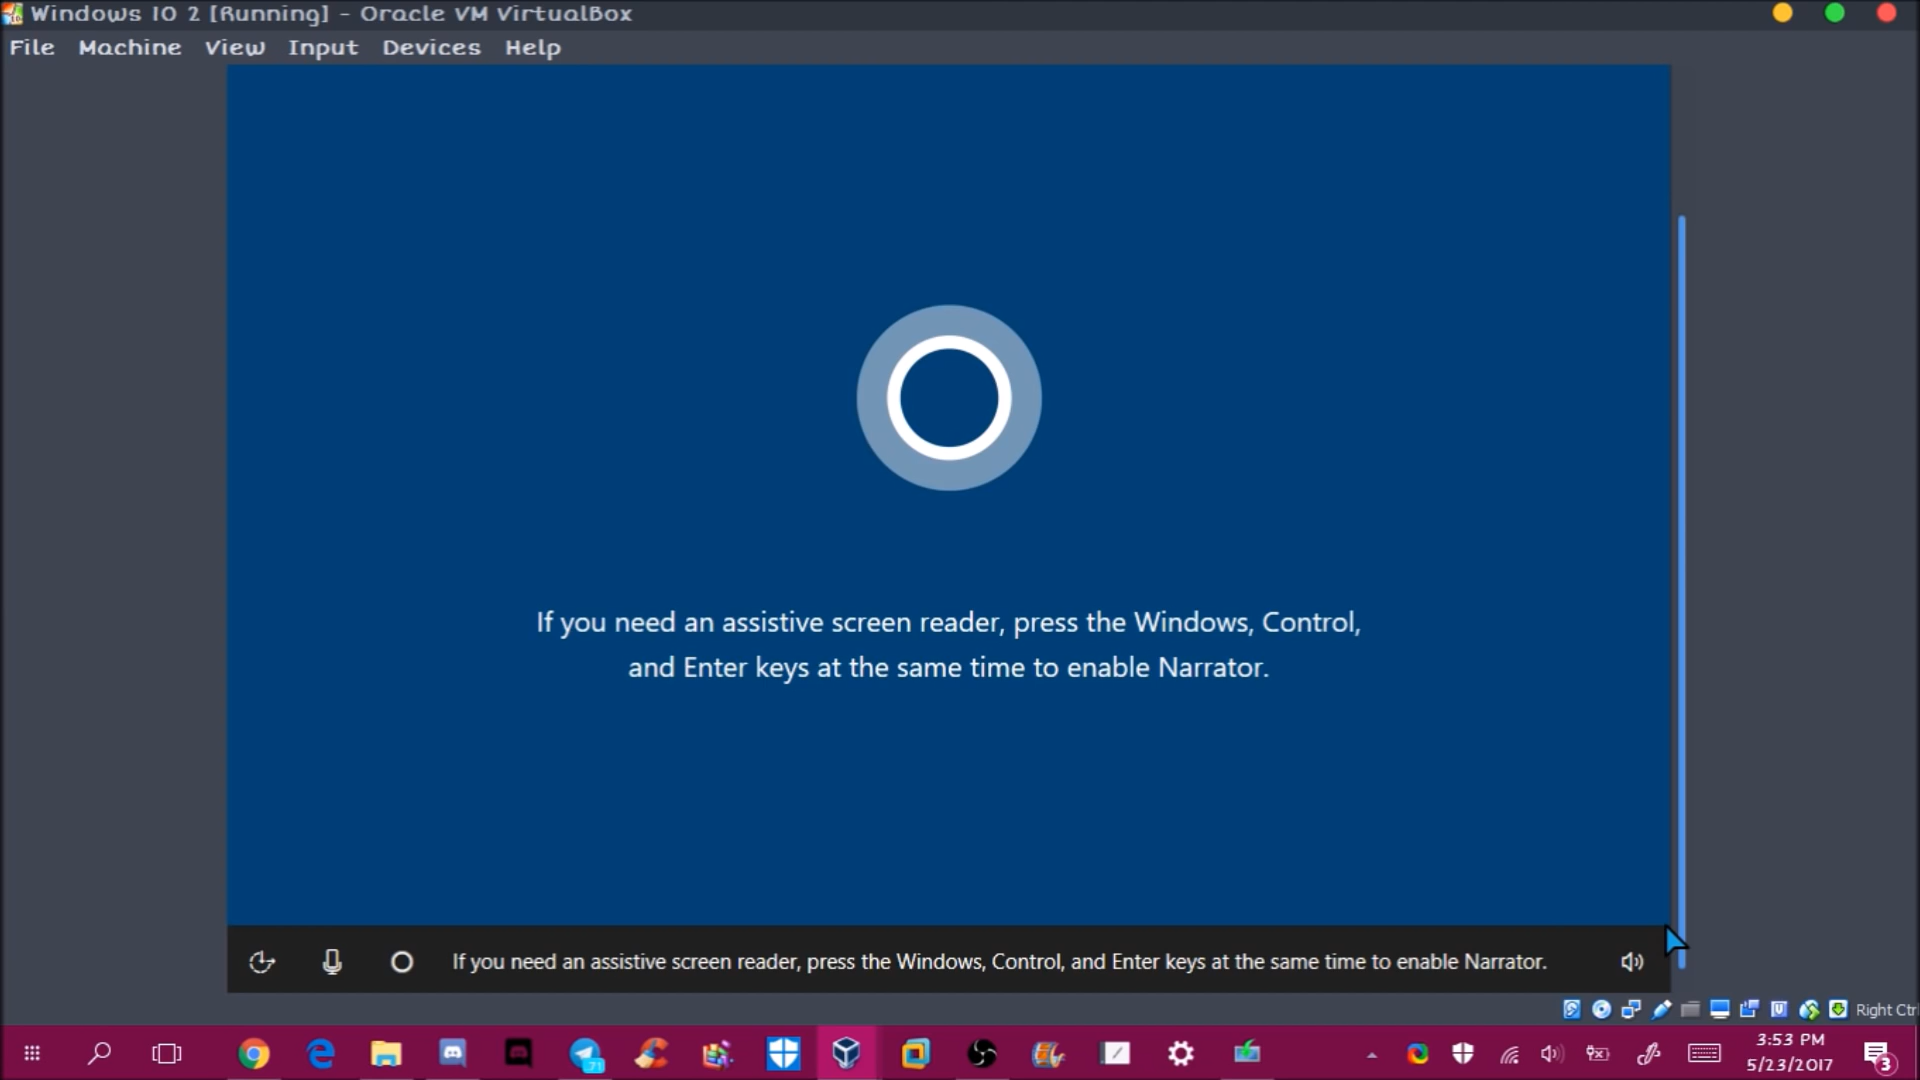 Windows 10 2 [Running] - Oracle VM VirtualBox
File Machine View Input Devices Help
If you need an assistive screen reader, press the Windows, Control,
and Enter keys at the same time to enable Narrator.
If you need an assistive screen reader, press the Windows, Control, and Enter keys at the same time to enable Narrator.
Right Ctrl
71
3:53 PM
5/23/2017
3